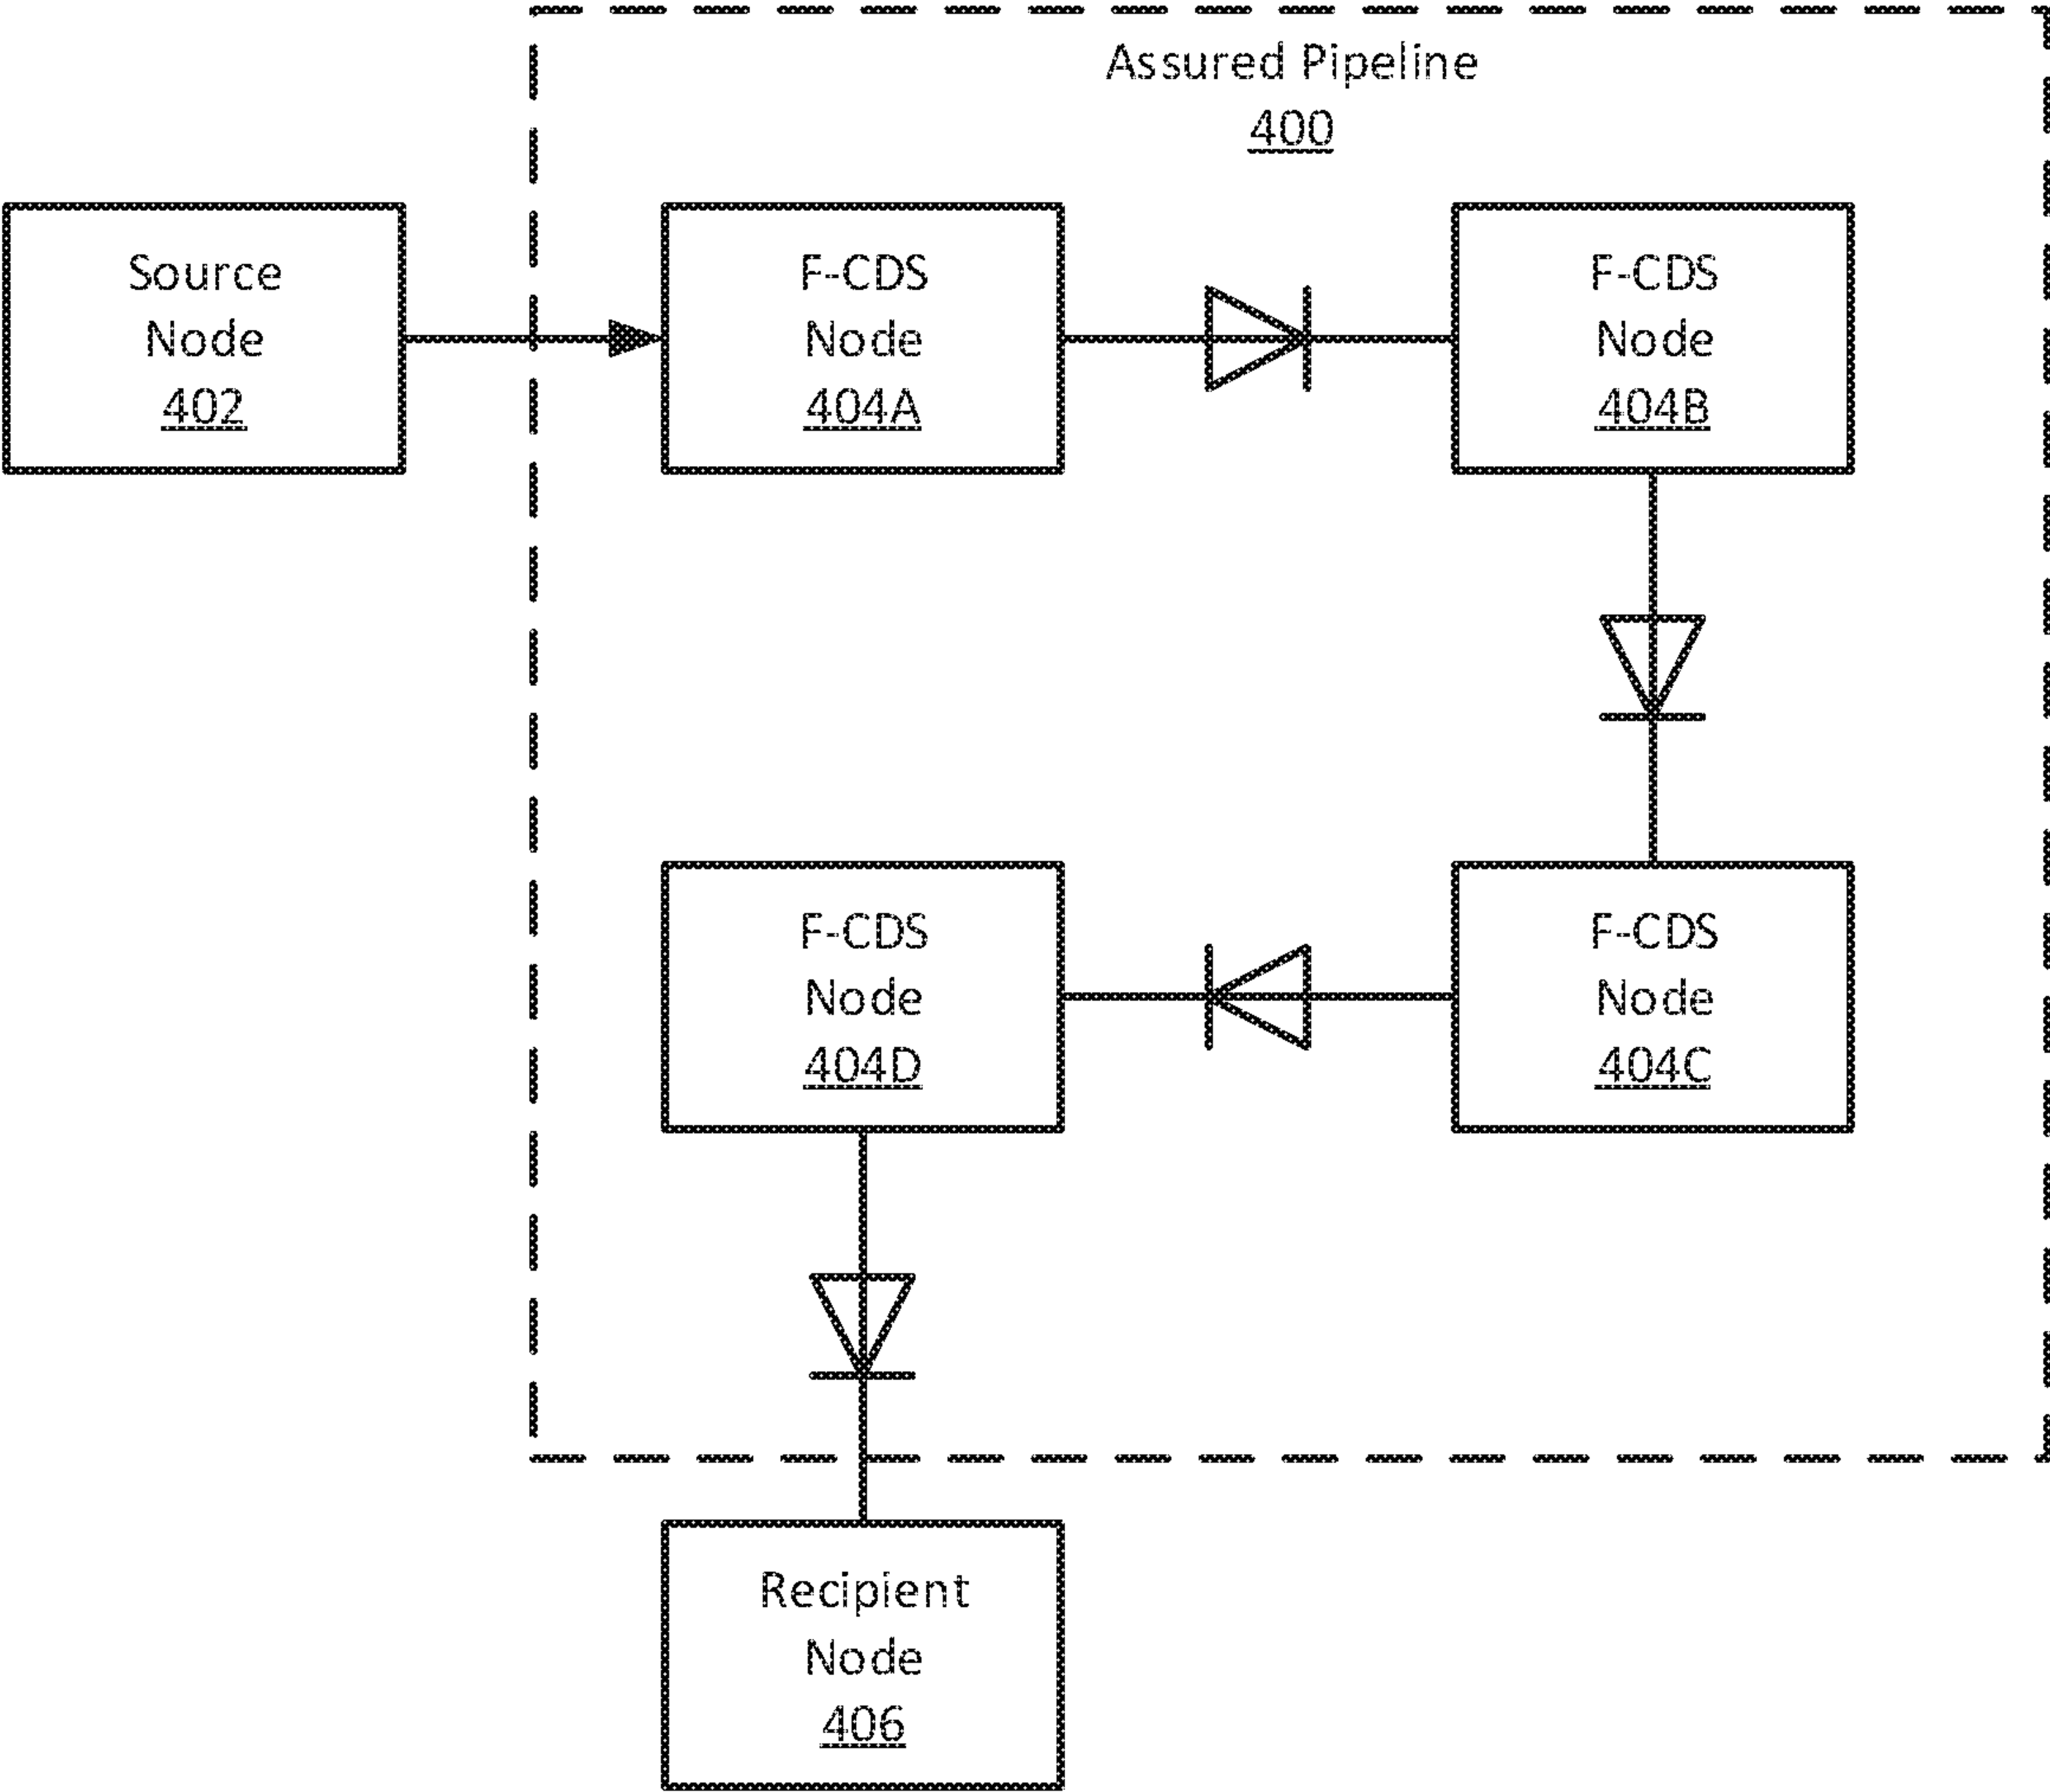 Assured Pipeline
400
Source
Node
402
F-CDS
Node
404A
F-CDS
Node
404B
F-CDS
Node
404D
F-CDS
Node
404C
Recipient
Node
406